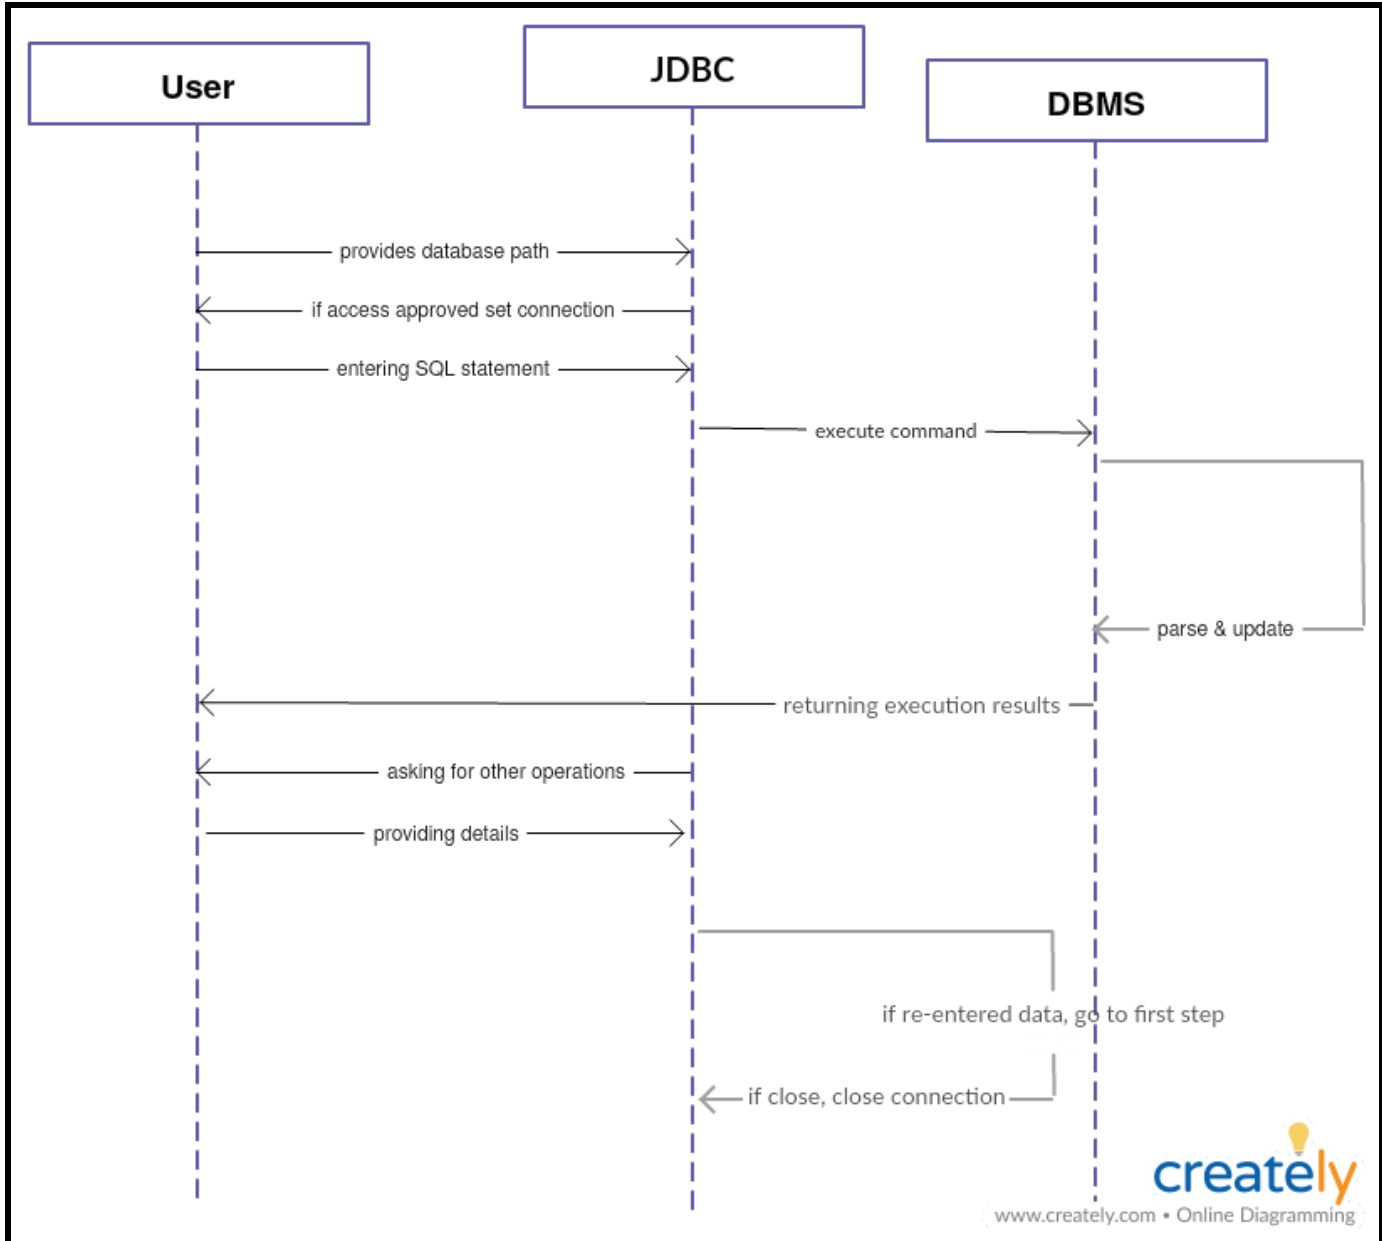 User
JDBC
DBMS
provides database path
if access approved set connection
entering SQL statement
execute command
parse & update
returning execution results
asking for other operations
providing details
if re-entered data, go to first step
if close, close connection
creately
www.creately.com • Online Diagramming